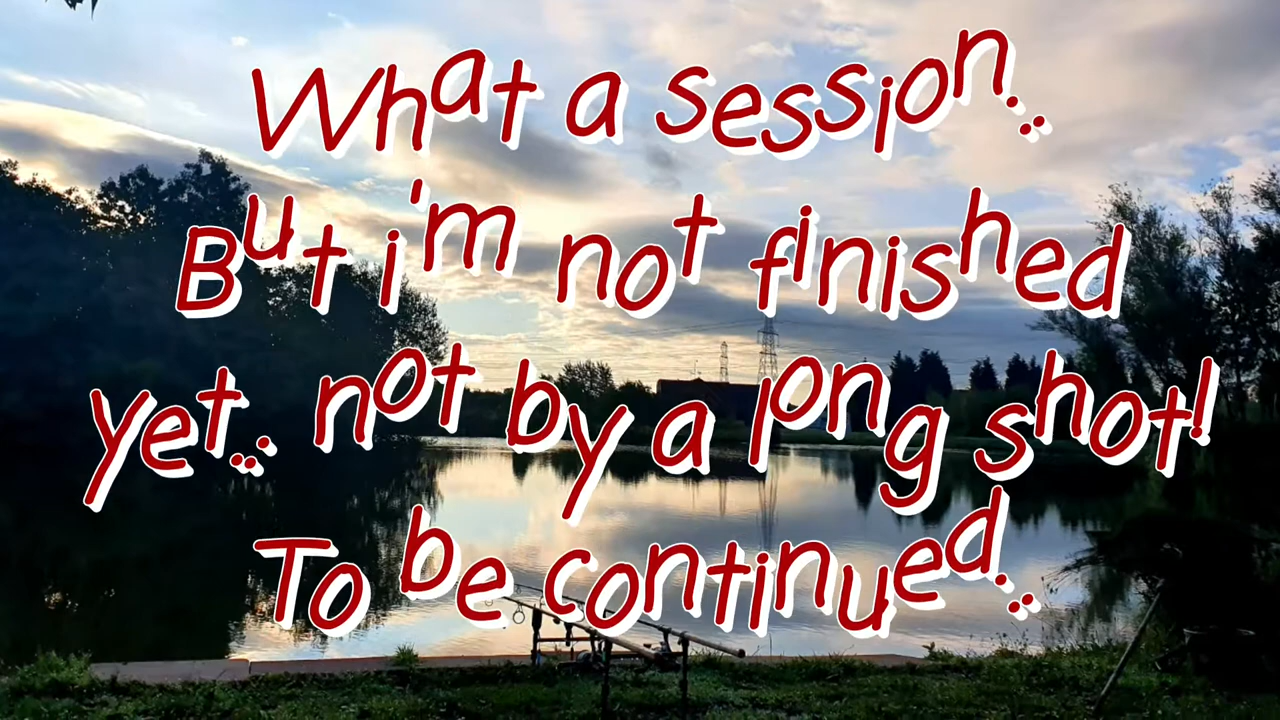 What a session...
But i'm not finished
yet... not by a long shot!
To be continued...